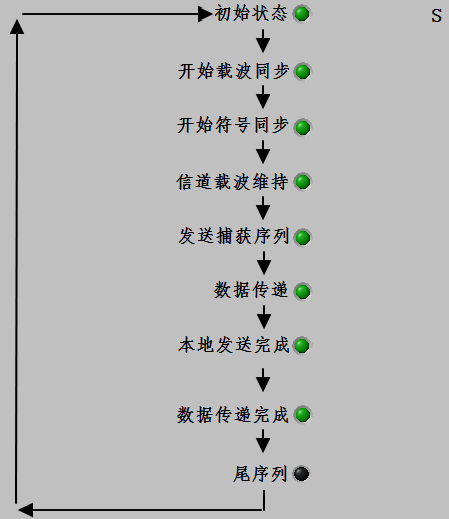 初始状态 S
开始载波同步
开始符号同步
信道载波维持
发送捕获序列
数据传递
本地发送完成
数据传递完成
尾序列